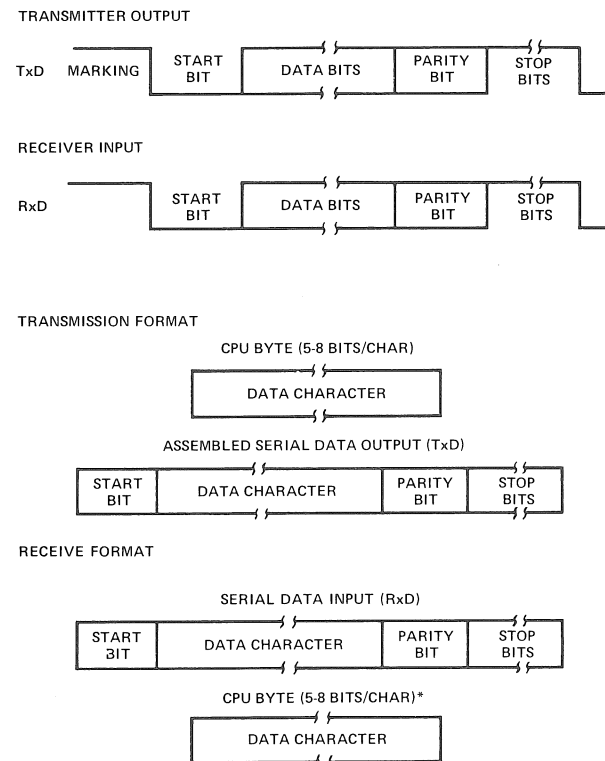 TRANSMITTER OUTPUT
TxD MARKING START BIT DATA BITS PARITY BIT STOP BITS
RECEIVER INPUT
RxD START BIT DATA BITS PARITY BIT STOP BITS
TRANSMISSION FORMAT
CPU BYTE (5-8 BITS/CHAR)
DATA CHARACTER
ASSEMBLED SERIAL DATA OUTPUT (TxD)
START BIT DATA CHARACTER PARITY BIT STOP BITS
RECEIVE FORMAT
SERIAL DATA INPUT (RxD)
START BIT DATA CHARACTER PARITY BIT STOP BITS
CPU BYTE (5-8 BITS/CHAR)*
DATA CHARACTER